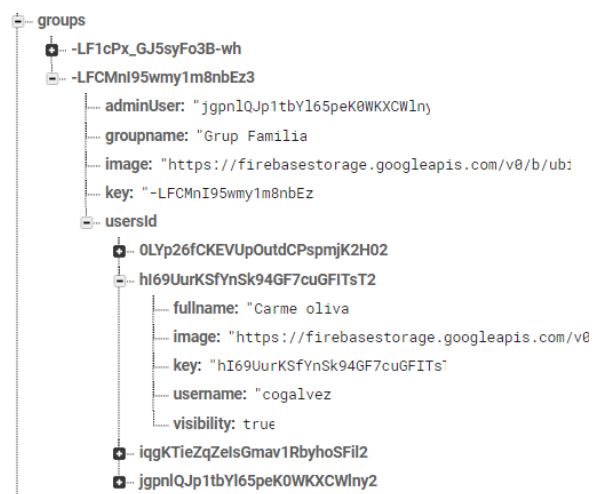 groups
-LF1cPx_GJ5syFo3B-wh
-LFCMnI95wmy1m8nbEz3
adminUser: "jgpnlQJp1tbYl65peK0WKXCWlny
groupname: "Grup Familia
image: "https://firebasestorage.googleapis.com/v0/b/ubi
key: "-LFCMnI95wmy1m8nbEz
usersId
0LYp26fCKEVUpOutdCPspmjK2H02
hI69UurKSfYnSk94GF7cuGFITsT2
fullname: "Carme oliva
image: "https://firebasestorage.googleapis.com/v0
key: "hI69UurKSfYnSk94GF7cuGFITsT
username: "cogalvez
visibility: true
iqgKTieZqZeIsGmav1RbyhoSFil2
jgpnlQJp1tbYl65peK0WKXCWlny2